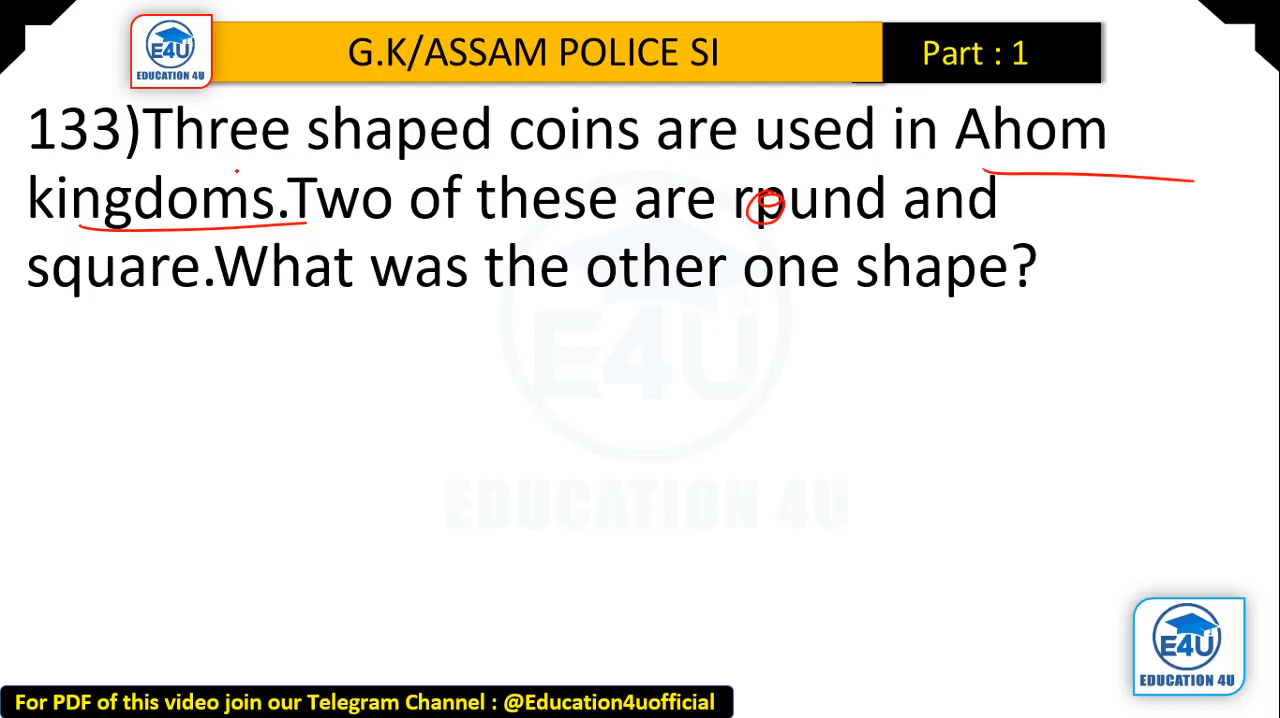 E4U
EDUCATION 4U
G.K/ASSAM POLICE SI
Part : 1
133)Three shaped coins are used in Ahom
kingdoms.Two of these are rpund and
square.What was the other one shape?
E4U
EDUCATION 4U
E4U
EDUCATION 4U
For PDF of this video join our Telegram Channel : @Education4uofficial